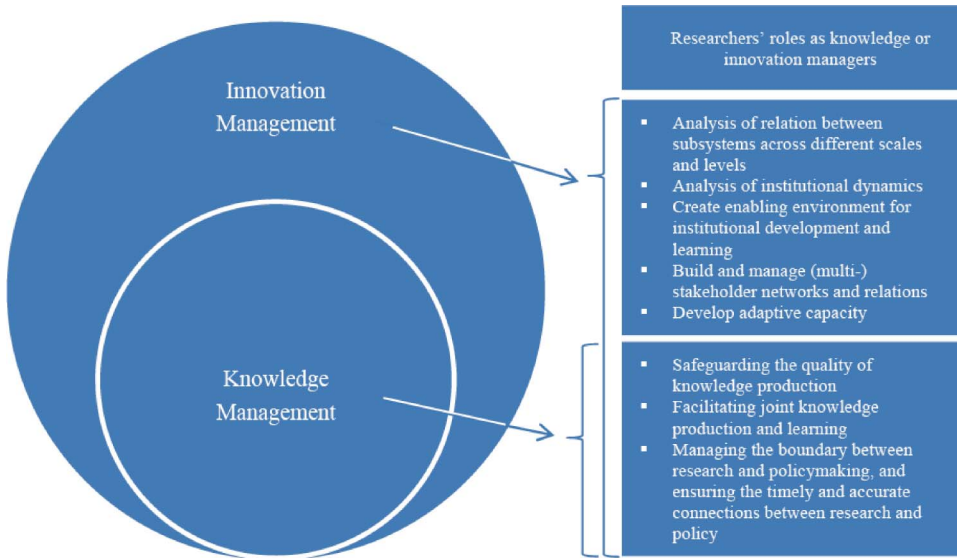 Innovation
Management
Knowledge
Management
Researchers’ roles as knowledge or
innovation managers
▪ Analysis of relation between
subsystems across different scales
and levels
▪ Analysis of institutional dynamics
▪ Create enabling environment for
institutional development and
learning
▪ Build and manage (multi-)
stakeholder networks and relations
▪ Develop adaptive capacity
▪ Safeguarding the quality of
knowledge production
▪ Facilitating joint knowledge
production and learning
▪ Managing the boundary between
research and policymaking, and
ensuring the timely and accurate
connections between research and
policy